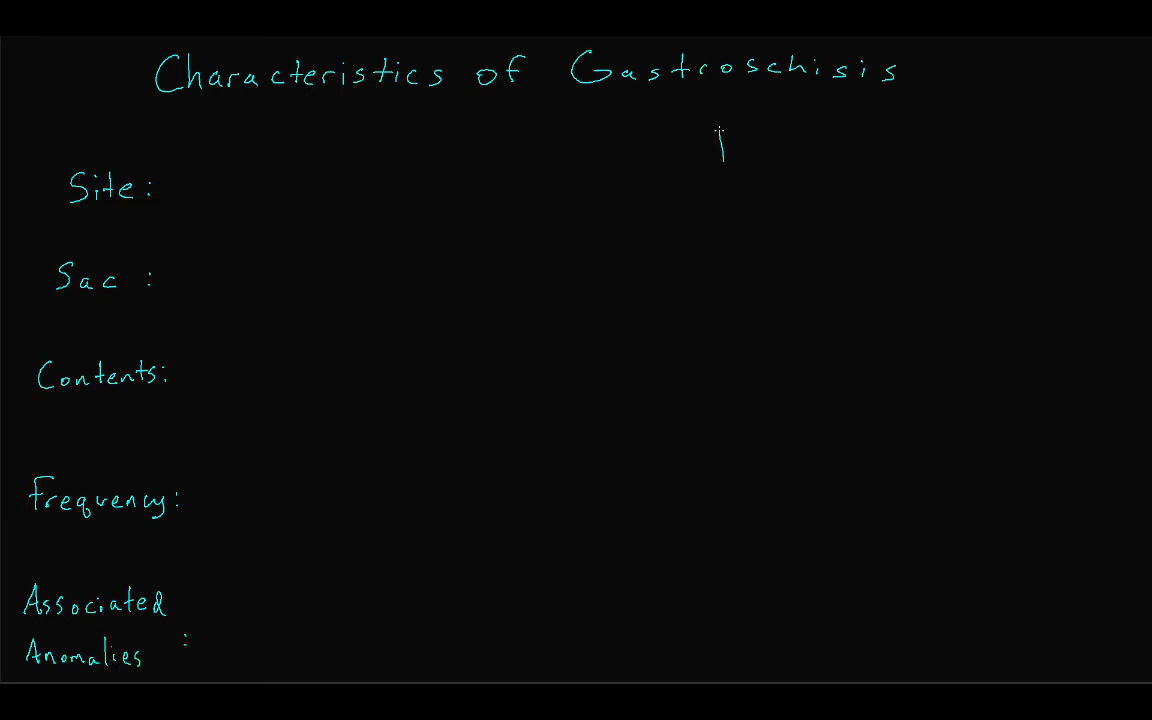 Characteristics of Gastroschisis
Site:
Sac :
Contents:
Frequency:
Associated
Anomalies :